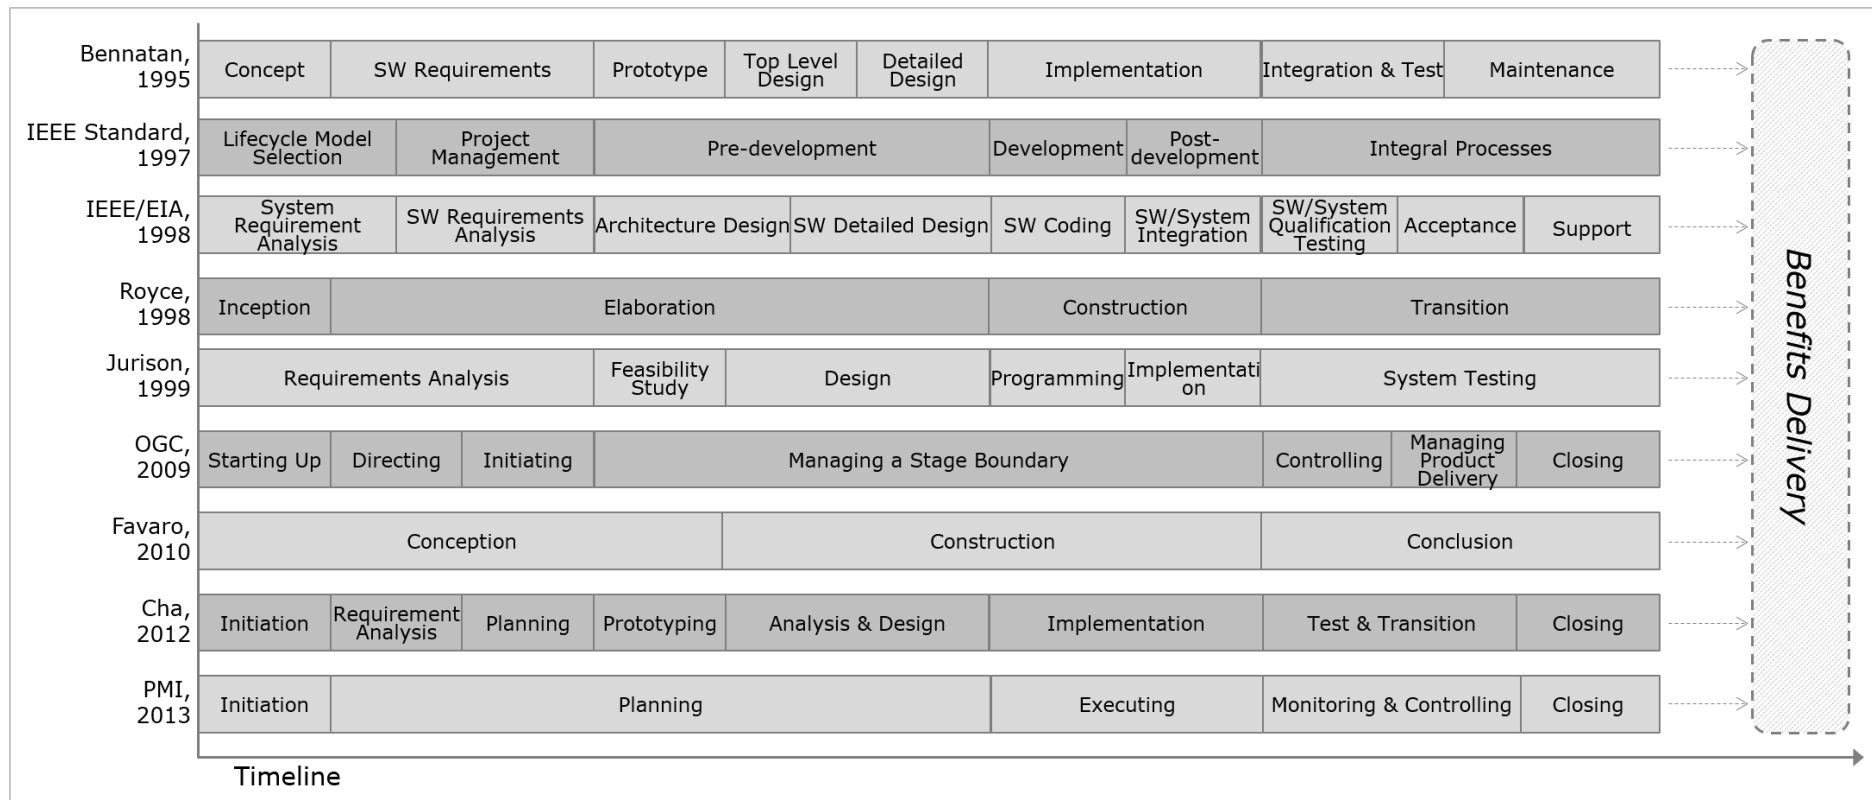 Bennatan,
1995
Concept
SW Requirements
Prototype
Top Level
Design
Detailed
Design
Implementation
Integration & Test
Maintenance
IEEE Standard,
1997
Lifecycle Model
Selection
Project
Management
Pre-development
Development
Post-
development
Integral Processes
IEEE/EIA,
1998
System
Requirement
Analysis
SW Requirements
Analysis
Architecture Design
SW Detailed Design
SW Coding
SW/System
Integration
SW/System
Qualification
Testing
Acceptance
Support
Royce,
1998
Inception
Elaboration
Construction
Transition
Jurison,
1999
Requirements Analysis
Feasibility
Study
Design
Programming
Implementati
on
System Testing
OGC,
2009
Starting Up
Directing
Initiating
Managing a Stage Boundary
Controlling
Managing
Product
Delivery
Closing
Favaro,
2010
Conception
Construction
Conclusion
Cha,
2012
Initiation
Requirement
Analysis
Planning
Prototyping
Analysis & Design
Implementation
Test & Transition
Closing
PMI,
2013
Initiation
Planning
Executing
Monitoring & Controlling
Closing
Benefits Delivery
Timeline